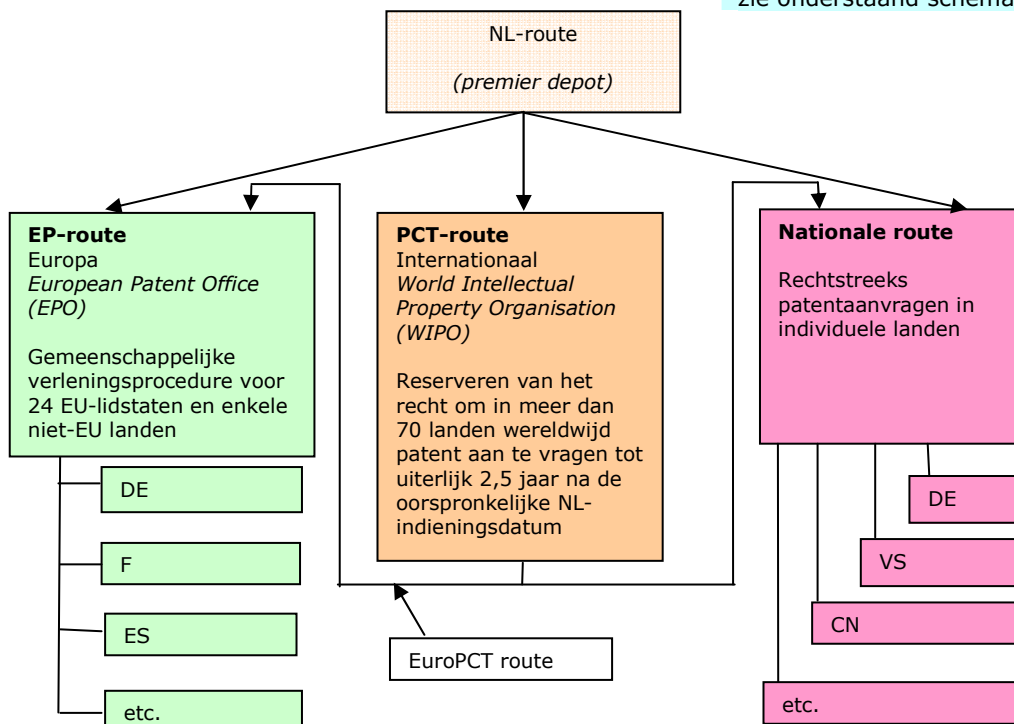 zie onderstaand schema
NL-route
(premier depot)
EP-route
Europa
European Patent Office
(EPO)
Gemeenschappelijke
verleningsprocedure voor
24 EU-lidstaten en enkele
niet-EU landen
DE
F
ES
etc.
PCT-route
Internationaal
World Intellectual
Property Organisation
(WIPO)
Reserveren van het
recht om in meer dan
70 landen wereldwijd
patent aan te vragen tot
uiterlijk 2,5 jaar na de
oorspronkelijke NL-
indieningsdatum
EuroPCT route
Nationale route
Rechtstreeks
patentaanvragen in
individuele landen
DE
VS
CN
etc.